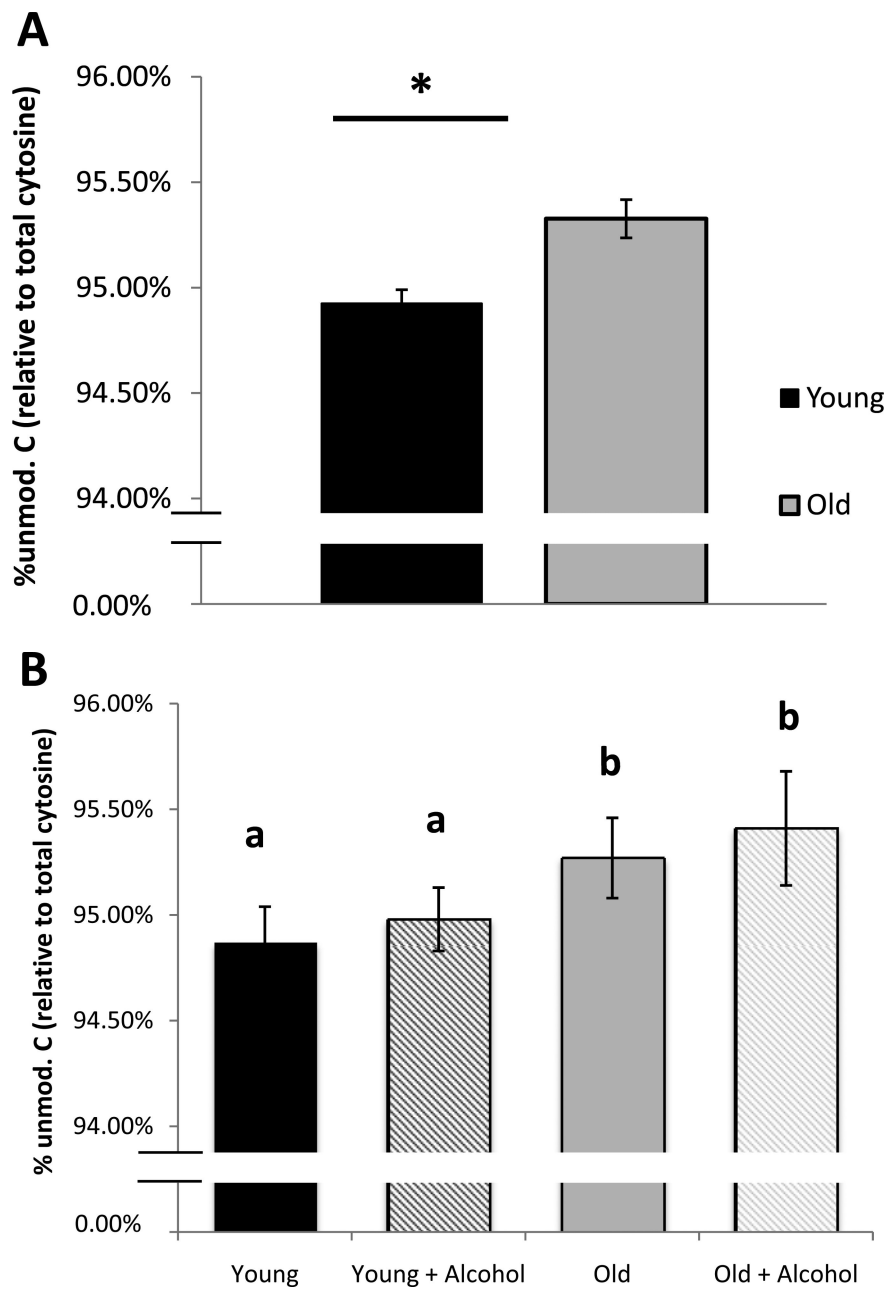 A
%unmod. C (relative to total cytosine)
96.00%
95.50%
95.00%
94.50%
94.00%
0.00%
*
Young
Old
B
% unmod. C (relative to total cytosine)
96.00%
95.50%
95.00%
94.50%
94.00%
0.00%
a
a
b
b
Young
Young + Alcohol
Old
Old + Alcohol